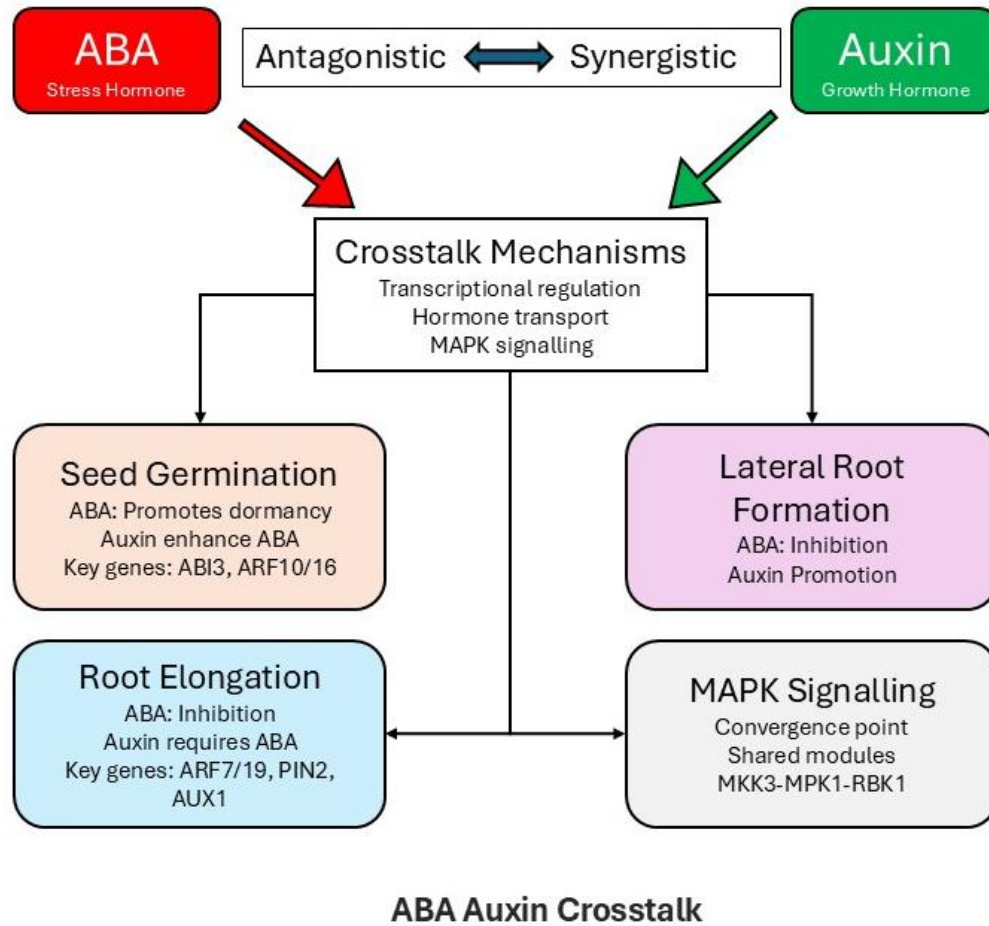 ABA
Stress Hormone
Antagonistic Synergistic
Auxin
Growth Hormone
Crosstalk Mechanisms
Transcriptional regulation
Hormone transport
MAPK signalling
Seed Germination
ABA: Promotes dormancy
Auxin enhance ABA
Key genes: ABI3, ARF10/16
Lateral Root
Formation
ABA: Inhibition
Auxin Promotion
Root Elongation
ABA: Inhibition
Auxin requires ABA
Key genes: ARF7/19, PIN2,
AUX1
MAPK Signalling
Convergence point
Shared modules
MKK3-MPK1-RBK1
ABA Auxin Crosstalk